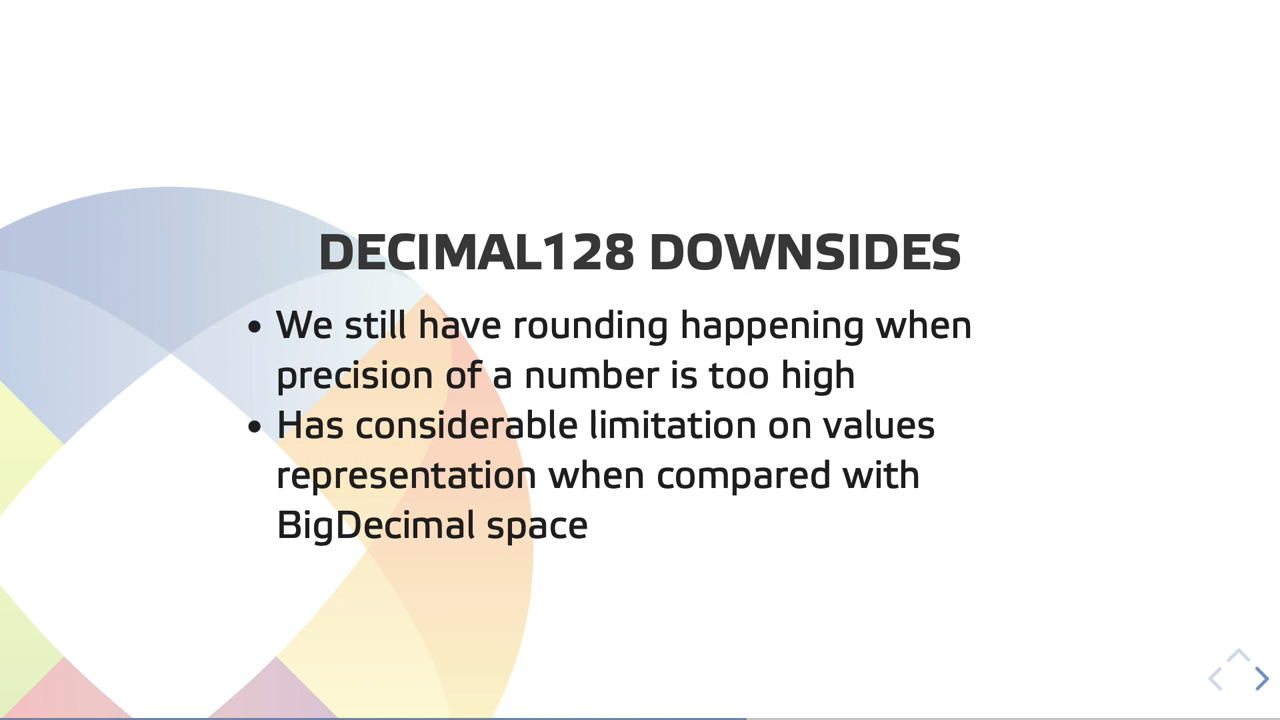 DECIMAL128 DOWNSIDES
• We still have rounding happening when
precision of a number is too high
• Has considerable limitation on values
representation when compared with
BigDecimal space